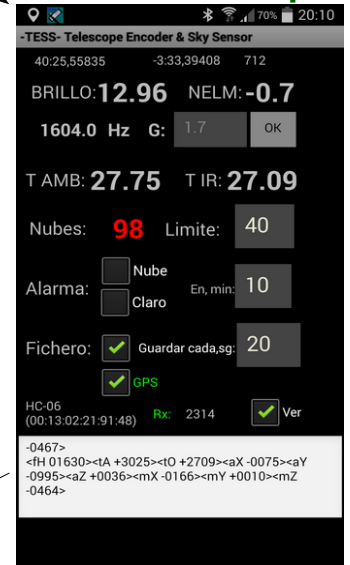 70% 20:10
-TESS- Telescope Encoder & Sky Sensor
40:25,55835 -3:33,39408 712
BRILLO:12.96 NELM:-0.7
1604.0 Hz G: 1.7 OK
T AMB: 27.75 T IR: 27.09
Nubes: 98 Limite: 40
Nube
Alarma: En, min: 10
Claro
Fichero: Guardar cada,sg: 20
GPS
HC-06
(00:13:02:21:91:48) Rx: 2314 Ver
-0467>
<fH 01630><tA +3025><tO +2709><aX -0075><aY
-0995><aZ +0036><mX -0166><mY +0010><mZ
-0464>